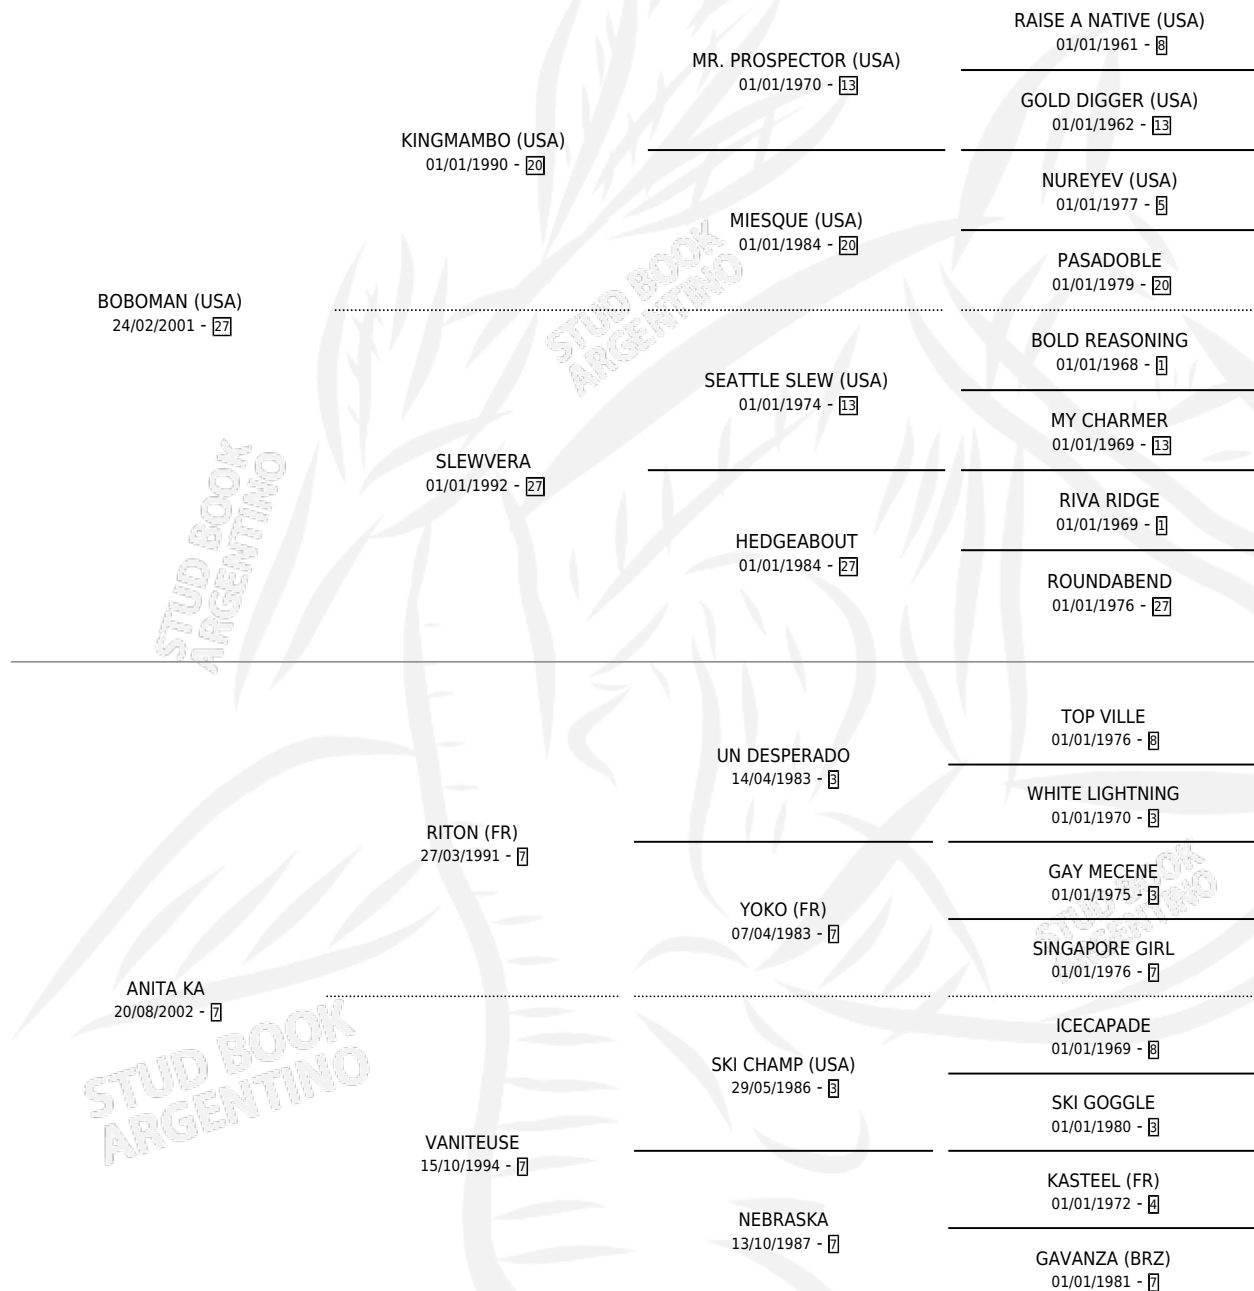 RAISE A NATIVE (USA)
01/01/1961 - 8
MR. PROSPECTOR (USA)
01/01/1970 - 13
GOLD DIGGER (USA)
01/01/1962 - 13
KINGMAMBO (USA)
01/01/1990 - 20
NUREYEV (USA)
01/01/1977 - 5
MIESQUE (USA)
01/01/1984 - 20
PASADOBLE
01/01/1979 - 20
BOBOMAN (USA)
24/02/2001 - 27
BOLD REASONING
01/01/1968 - 1
SEATTLE SLEW (USA)
01/01/1974 - 13
MY CHARMER
01/01/1969 - 13
SLEWVERA
01/01/1992 - 27
RIVA RIDGE
01/01/1969 - 1
HEDGEABOUT
01/01/1984 - 27
ROUNDABEND
01/01/1976 - 27
TOP VILLE
01/01/1976 - 8
UN DESPERADO
14/04/1983 - 3
WHITE LIGHTNING
01/01/1970 - 3
RITON (FR)
27/03/1991 - 7
GAY MECENE
01/01/1975 - 3
YOKO (FR)
07/04/1983 - 7
SINGAPORE GIRL
01/01/1976 - 7
ANITA KA
20/08/2002 - 7
ICECAPADE
01/01/1969 - 8
SKI CHAMP (USA)
29/05/1986 - 3
SKI GOGGLE
01/01/1980 - 3
VANITEUSE
15/10/1994 - 7
KASTEEL (FR)
01/01/1972 - 4
NEBRASKA
13/10/1987 - 7
GAVANZA (BRZ)
01/01/1981 - 7
STUD BOOK
ARGENTINO
STUD BOOK
ARGENTINO
STUD BOOK
ARGENTINO
STUD BOOK
ARGENTINO